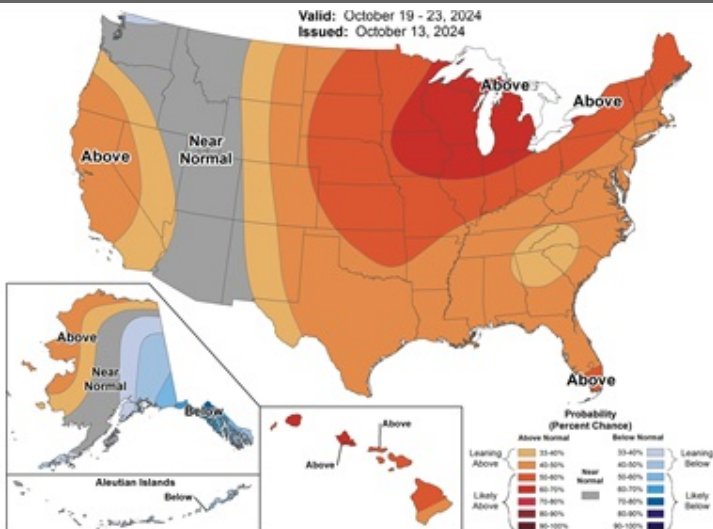 Valid: October 19 - 23, 2024
Issued: October 13, 2024
Above
Above
Near
Normal
Above
Above
Above
Near
Normal
Below
Aleutian Islands
Below
Above
Above
Probability
(Percent Chance)
Above Normal
Below Normal
Leaning
Above
33-40%
40-50%
Likely
Above
50-60%
60-70%
70-80%
80-90%
90-100%
Near
Normal
33-40%
40-50%
Leaning
Below
50-60%
60-70%
70-80%
80-90%
90-100%
Likely
Below